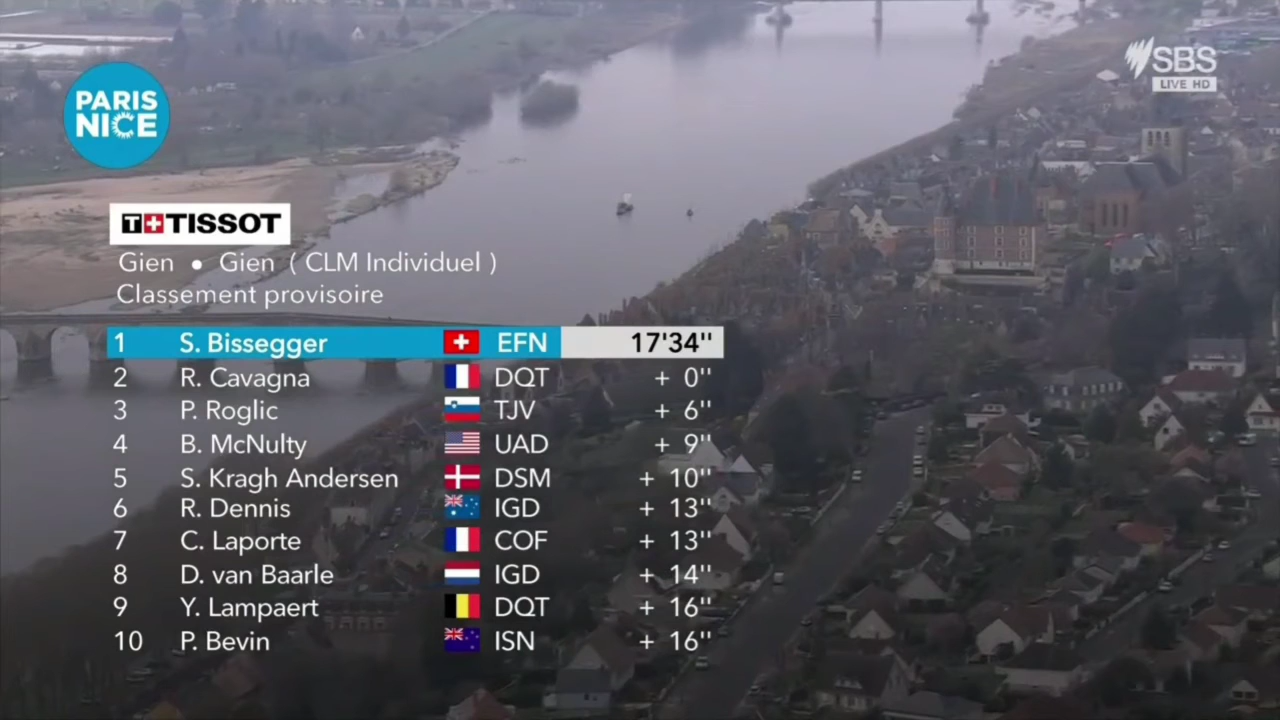 PARIS
NICE
SBS
LIVE HD
T+TISSOT
Gien • Gien ( CLM Individuel )
Classement provisoire
1 S. Bissegger EFN 17'34''
2 R. Cavagna DQT + 0''
3 P. Roglic TJV + 6''
4 B. McNulty UAD + 9''
5 S. Kragh Andersen DSM + 10''
6 R. Dennis IGD + 13''
7 C. Laporte COF + 13''
8 D. van Baarle IGD + 14''
9 Y. Lampaert DQT + 16''
10 P. Bevin ISN + 16''